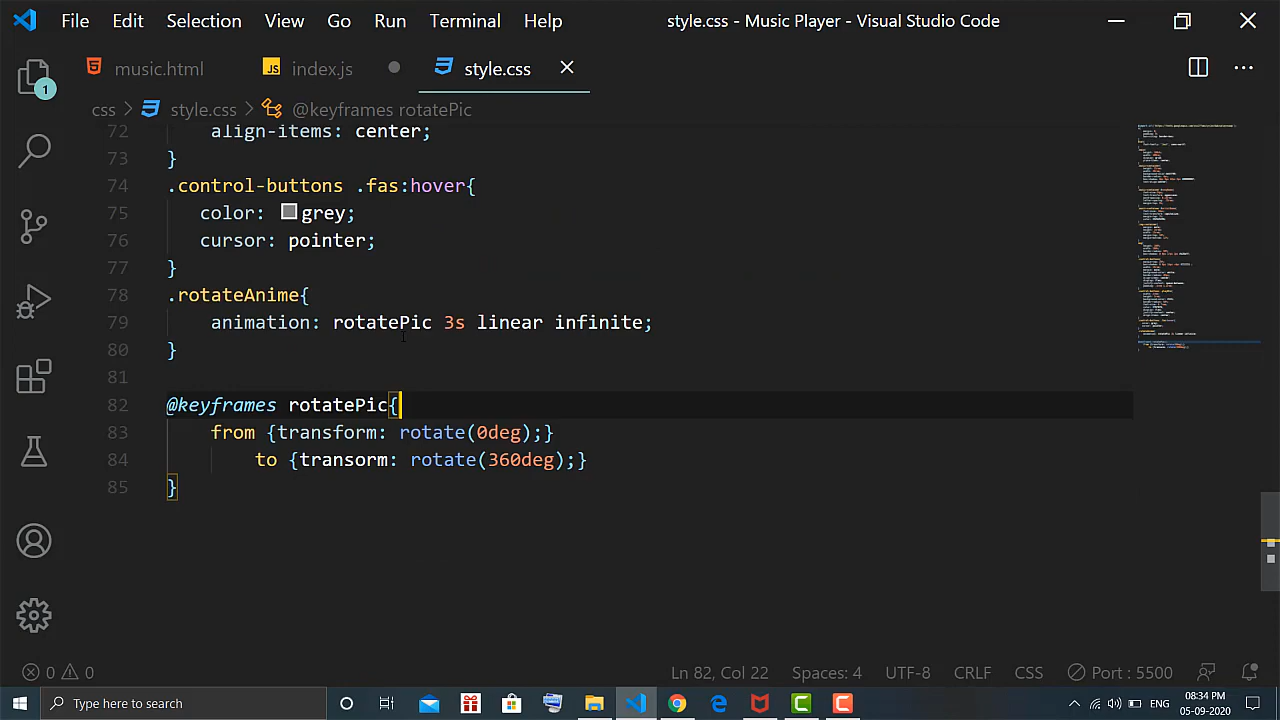 File Edit Selection View Go Run Terminal Help style.css - Music Player - Visual Studio Code
music.html JS index.js style.css
1
css > style.css > @keyframes rotatePic
72 align-items: center;
73 }
74 .control-buttons .fas:hover{
75 color: grey;
76 cursor: pointer;
77 }
78 .rotateAnime{
79 animation: rotatePic 3s linear infinite;
80 }
81
82 @keyframes rotatePic{
83 from {transform: rotate(0deg);}
84 to {transorm: rotate(360deg);}
85 }
0 0 Ln 82, Col 22 Spaces: 4 UTF-8 CRLF CSS Port : 5500
Type here to search ENG 08:34 PM
05-09-2020